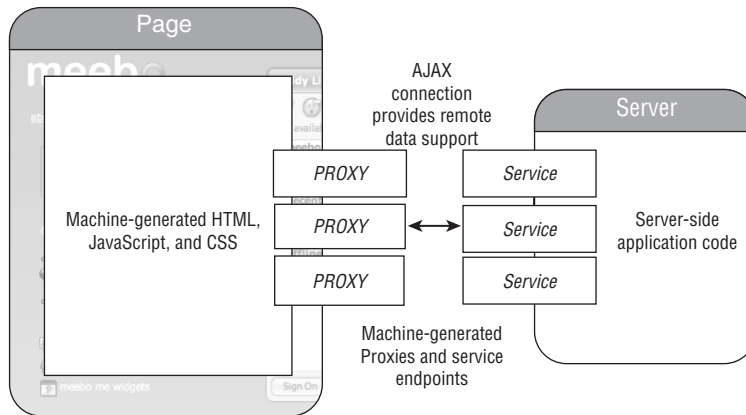 Page
meebo
AJAX
connection
provides remote
data support
Server
PROXY
Service
Machine-generated HTML,
JavaScript, and CSS
PROXY
Service
Server-side
application code
PROXY
Service
Machine-generated
Proxies and service
endpoints
meebo me widgets
Sign On